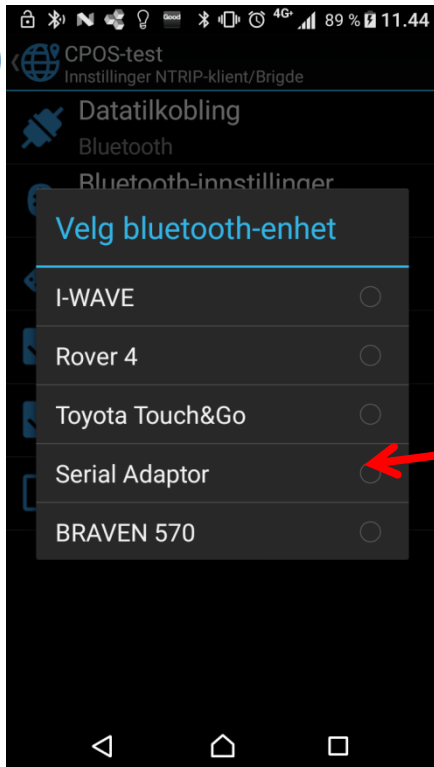 Good 4G+ 89 % 11.44
CPOS-test
Innstillinger NTRIP-klient/Brigde
Datatilkobling
Bluetooth
Bluetooth-innstillinger
Velg bluetooth-enhet
I-WAVE
Rover 4
Toyota Touch&Go
Serial Adaptor
BRAVEN 570